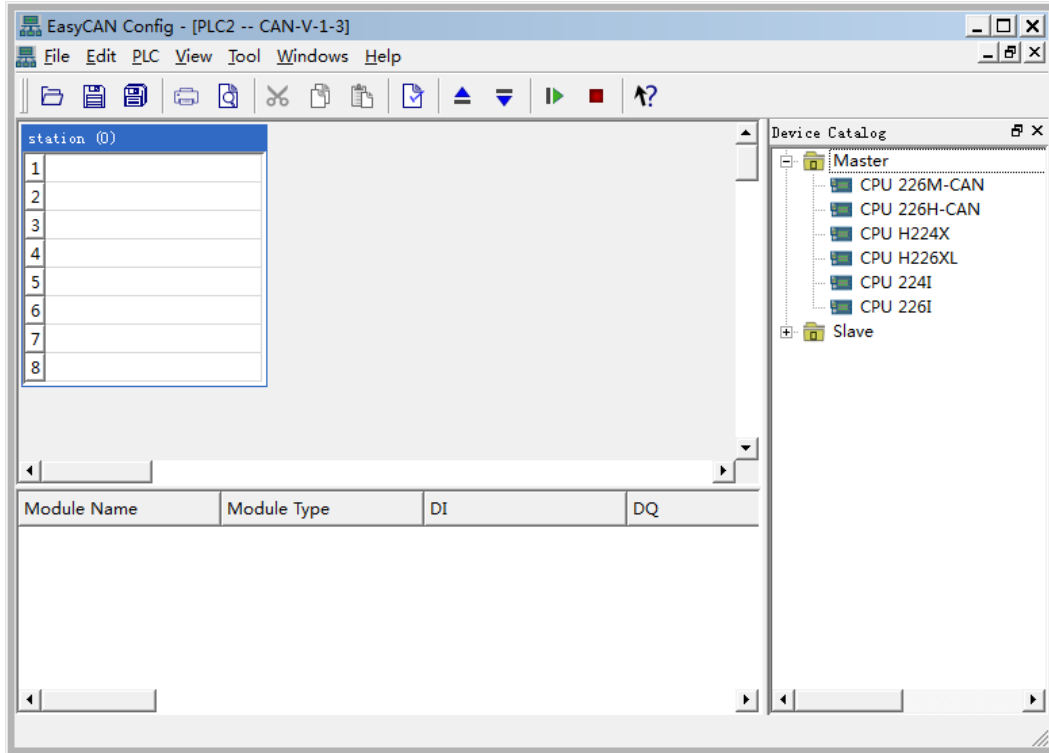 EasyCAN Config - [PLC2 -- CAN-V-1-3]
File Edit PLC View Tool Windows Help
station (0)
1
2
3
4
5
6
7
8
Module Name Module Type DI DQ
Device Catalog
Master
CPU 226M-CAN
CPU 226H-CAN
CPU H224X
CPU H226XL
CPU 224I
CPU 226I
Slave